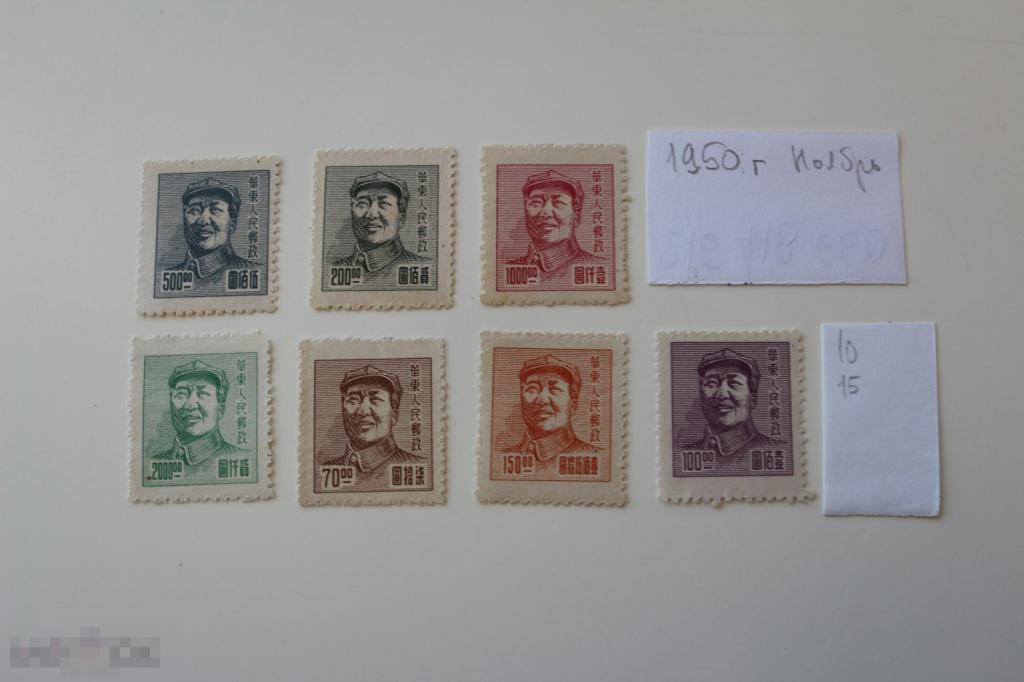 華東人民郵政
500.00
伍佰圓
華東人民郵政
200.00
貳佰圓
華東人民郵政
1000.00
壹仟圓
1950.г Ноябрь
華東人民郵政
2000.00
貳仟圓
華東人民郵政
70.00
柒拾圓
華東人民郵政
150.00
壹佰伍拾圓
華東人民郵政
100.00
壹佰圓
10
15